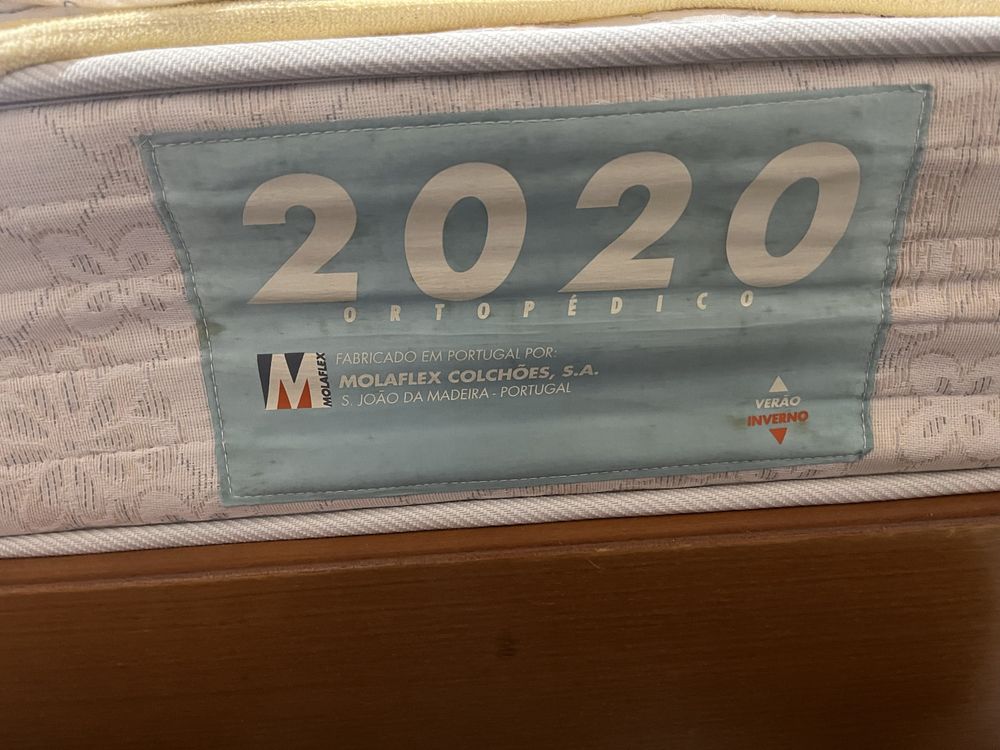 2020
ORTOPÉDICO
M MOLAFLEX
FABRICADO EM PORTUGAL POR:
MOLAFLEX COLCHÕES, S.A.
S. JOÃO DA MADEIRA - PORTUGAL
VERÃO
INVERNO